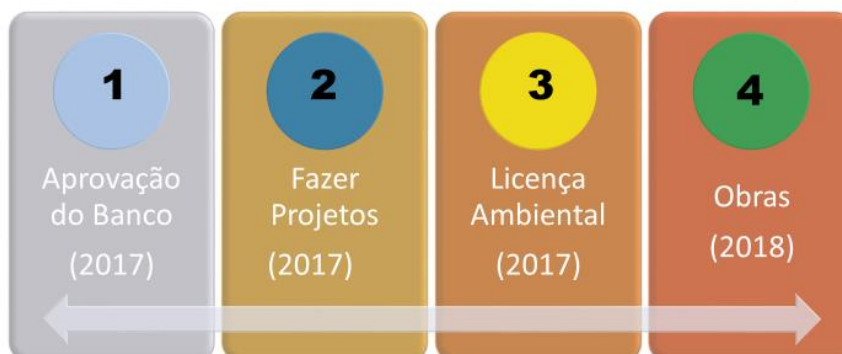 1
Aprovação
do Banco
(2017)
2
Fazer
Projetos
(2017)
3
Licença
Ambiental
(2017)
4
Obras
(2018)